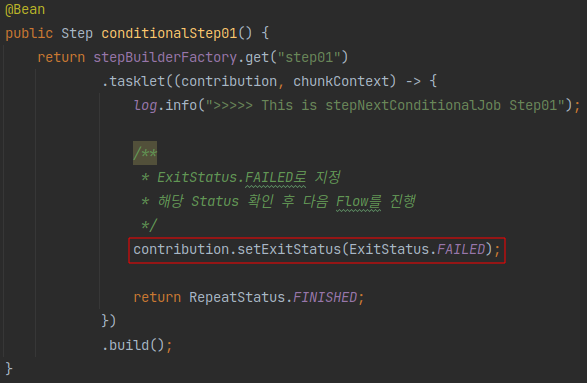 @Bean
public Step conditionalStep01() {
    return stepBuilderFactory.get("step01")
            .tasklet((contribution, chunkContext) -> {
                log.info(">>>>> This is stepNextConditionalJob Step01");
                /**
                 * ExitStatus.FAILED로 지정
                 * 해당 Status 확인 후 다음 Flow를 진행
                 */
                contribution.setExitStatus(ExitStatus.FAILED);
                return RepeatStatus.FINISHED;
            })
            .build();
}